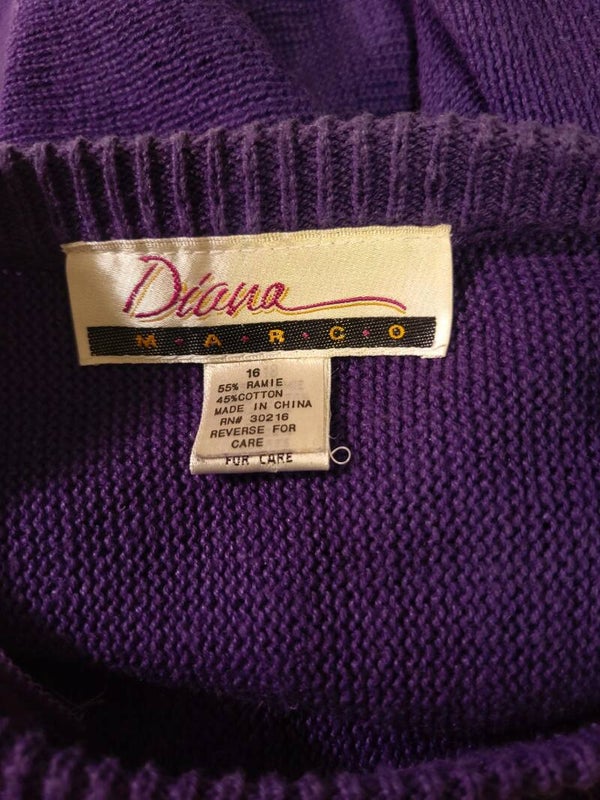 Diana
M•A•R•C•O
16
55% RAMIE
45%COTTON
MADE IN CHINA
RN# 30216
REVERSE FOR
CARE
FOR CARE